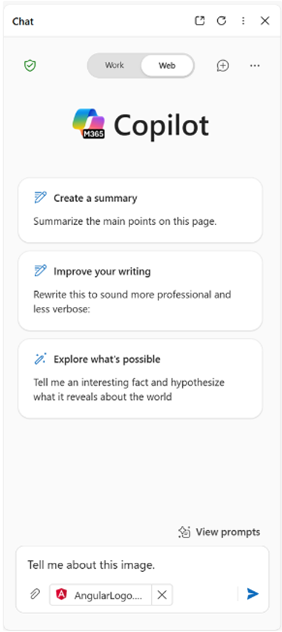 Chat
Work
Web
M365
Copilot
Create a summary
Summarize the main points on this page.
Improve your writing
Rewrite this to sound more professional and
less verbose:
Explore what's possible
Tell me an interesting fact and hypothesize
what it reveals about the world
View prompts
Tell me about this image.
AngularLogo....